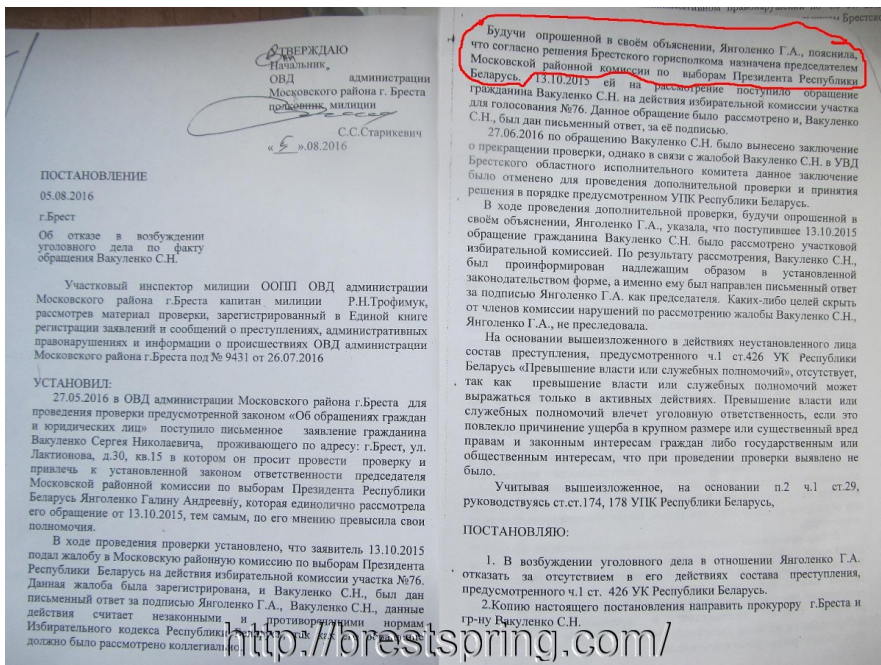 УТВЕРЖДАЮ
Начальник
ОВД администрации
Московского района г. Бреста
полковник милиции
С.С.Старикевич
« 5 ».08.2016
ПОСТАНОВЛЕНИЕ
05.08.2016
г.Брест
Об отказе в возбуждении
уголовного дела по факту
обращения Вакуленко С.Н.
Участковый инспектор милиции ООПП ОВД администрации
Московского района г.Бреста капитан милиции Р.Н.Трофимук,
рассмотрев материал проверки, зарегистрированный в Единой книге
регистрации заявлений и сообщений о преступлениях, административных
правонарушениях и информации о происшествиях ОВД администрации
Московского района г.Бреста под № 9431 от 26.07.2016
УСТАНОВИЛ:
27.05.2016 в ОВД администрации Московского района г.Бреста для
проведения проверки предусмотренной законом «Об обращениях граждан
и юридических лиц» поступило письменное заявление гражданина
Вакуленко Сергея Николаевича, проживающего по адресу: г.Брест, ул.
Лактионова, д.30, кв.15 в котором он просит провести проверку и
привлечь к установленной законом ответственности председателя
Московской районной комиссии по выборам Президента Республики
Беларусь Янголенко Галину Андреевну, которая единолично рассмотрела
его обращение от 13.10.2015, тем самым, по его мнению превысила свои
полномочия.
В ходе проведения проверки установлено, что заявитель 13.10.2015
подал жалобу в Московскую районную комиссию по выборам Президента
Республики Беларусь на действия избирательной комиссии участка №76.
Данная жалоба была зарегистрирована, и Вакуленко С.Н., был дан
письменный ответ за подписью Янголенко Г.А., Вакуленко С.Н., данные
действия считает незаконными и противоречащими нормам
Избирательного кодекса Республики Беларусь, так как
должно было рассмотрено коллегиально.
Будучи опрошенной в своём объяснении, Янголенко Г.А., пояснила,
что согласно решения Брестского горисполкома назначена председателем
Московской районной комиссии по выборам Президента Республики
Беларусь. 13.10.2015 ей на рассмотрение поступило обращение
гражданина Вакуленко С.Н. на действия избирательной комиссии участка
для голосования №76. Данное обращение было рассмотрено и, Вакуленко
С.Н., был дан письменный ответ, за её подписью.
27.06.2016 по обращению Вакуленко С.Н. было вынесено заключение
о прекращении проверки, однако в связи с жалобой Вакуленко С.Н. в УВД
Брестского областного исполнительного комитета данное заключение
было отменено для проведения дополнительной проверки и принятия
решения в порядке предусмотренном УПК Республики Беларусь.
В ходе проведения дополнительной проверки, будучи опрошенной в
своём объяснении, Янголенко Г.А., указала, что поступившее 13.10.2015
обращение гражданина Вакуленко С.Н. было рассмотрено участковой
избирательной комиссией. По результату рассмотрения, Вакуленко С.Н.,
был проинформирован надлежащим образом в установленной
законодательством форме, а именно ему был направлен письменный ответ
за подписью Янголенко Г.А. как председателя. Каких-либо целей скрыть
от членов комиссии нарушений по рассмотрению жалобы Вакуленко С.Н.,
Янголенко Г.А., не преследовала.
На основании вышеизложенного в действиях неустановленного лица
состав преступления, предусмотренного ч.1 ст.426 УК Республики
Беларусь «Превышение власти или служебных полномочий», отсутствует,
так как превышение власти или служебных полномочий может
выражаться только в активных действиях. Превышение власти или
служебных полномочий влечет уголовную ответственность, если это
повлекло причинение ущерба в крупном размере или существенный вред
правам и законным интересам граждан либо государственным или
общественным интересам, что при проведении проверки выявлено не
было.
Учитывая вышеизложенное, на основании п.2 ч.1 ст.29,
руководствуясь ст.ст.174, 178 УПК Республики Беларусь,
ПОСТАНОВЛЯЮ:
1. В возбуждении уголовного дела в отношении Янголенко Г.А.
отказать за отсутствием в его действиях состава преступления,
предусмотренного ч.1 ст. 426 УК Республики Беларусь.
2.Копию настоящего постановления направить прокурору г.Бреста и
гр-ну Вакуленко С.Н.
http://brestspring.com/